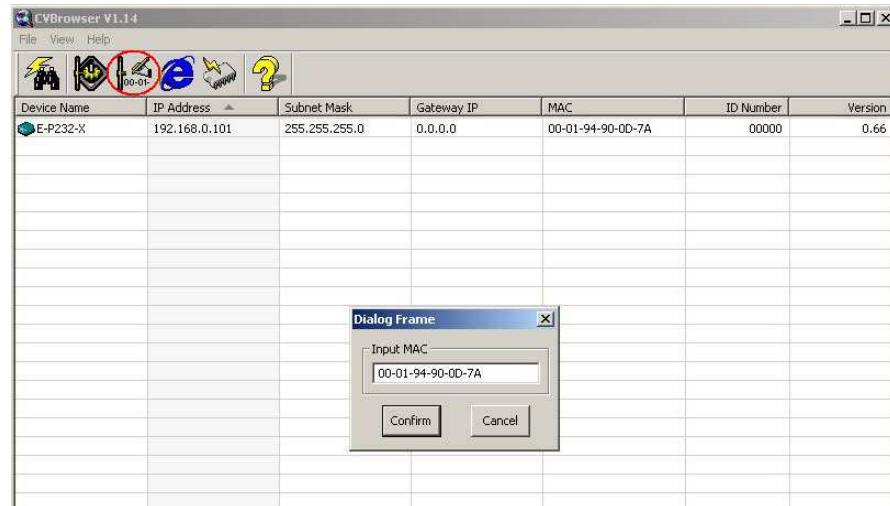 CVBrowser V1.14
File View Help
00-01-
Device Name IP Address Subnet Mask Gateway IP MAC ID Number Version
E-P232-X 192.168.0.101 255.255.255.0 0.0.0.0 00-01-94-90-0D-7A 00000 0.66
Dialog Frame
Input MAC
00-01-94-90-0D-7A
Confirm Cancel